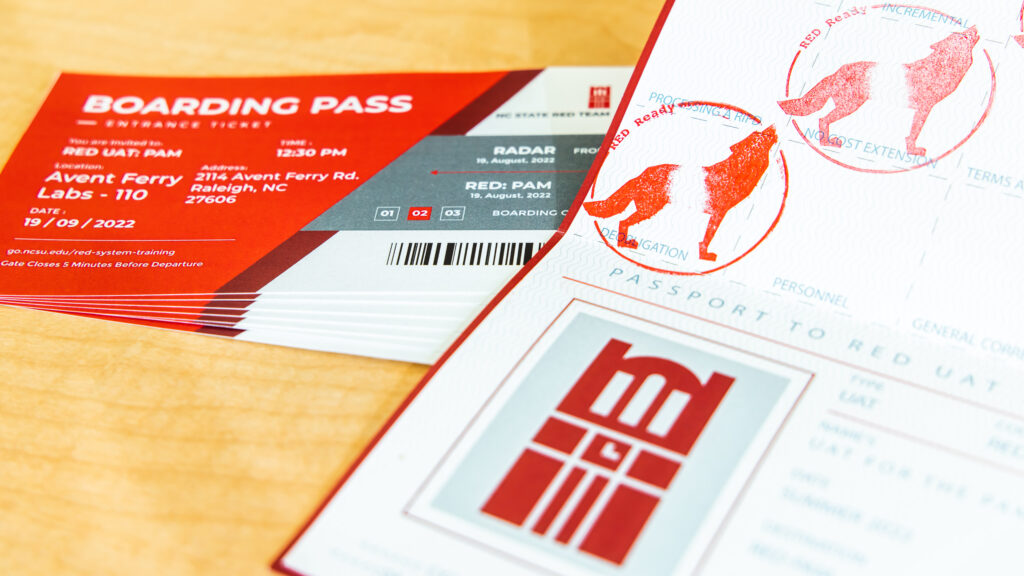 BOARDING PASS
ENTRANCE TICKET
You are invited to:
RED UAT: PAM
TIME :
12:30 PM
Location:
Avent Ferry
Labs - 110
Address:
2114 Avent Ferry Rd.
Raleigh, NC
27606
DATE :
19 / 09 / 2022
go.ncsu.edu/red-system-training
Gate Closes 5 Minutes Before Departure
NC STATE RED TEAM
RADAR
19, August, 2022
RED: PAM
19, August, 2022
01 02 03
BOARDING
RED Ready
INCREMENTAL
NO COST EXTENSION
RED Ready
PROCESSING A
DEOBLIGATION
TERMS
PERSONNEL
GENERAL
PASSPORT TO RED UAT
TYPE
UAT
NAMES
UAT FOR THE
DATE
SUMMER 2022
DESTINATION